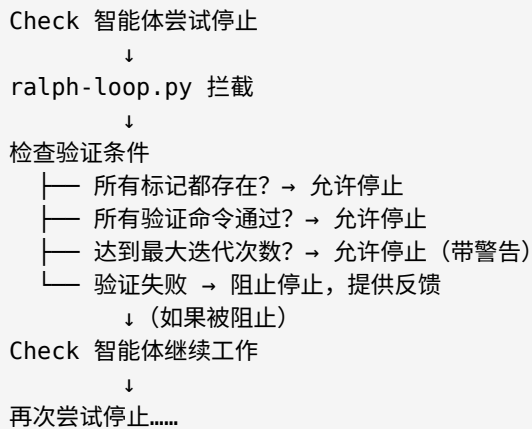 Check 智能体尝试停止
↓
ralph-loop.py 拦截
↓
检查验证条件
├── 所有标记都存在？→ 允许停止
├── 所有验证命令通过？→ 允许停止
├── 达到最大迭代次数？→ 允许停止（带警告）
└── 验证失败 → 阻止停止，提供反馈
↓（如果被阻止）
Check 智能体继续工作
↓
再次尝试停止……